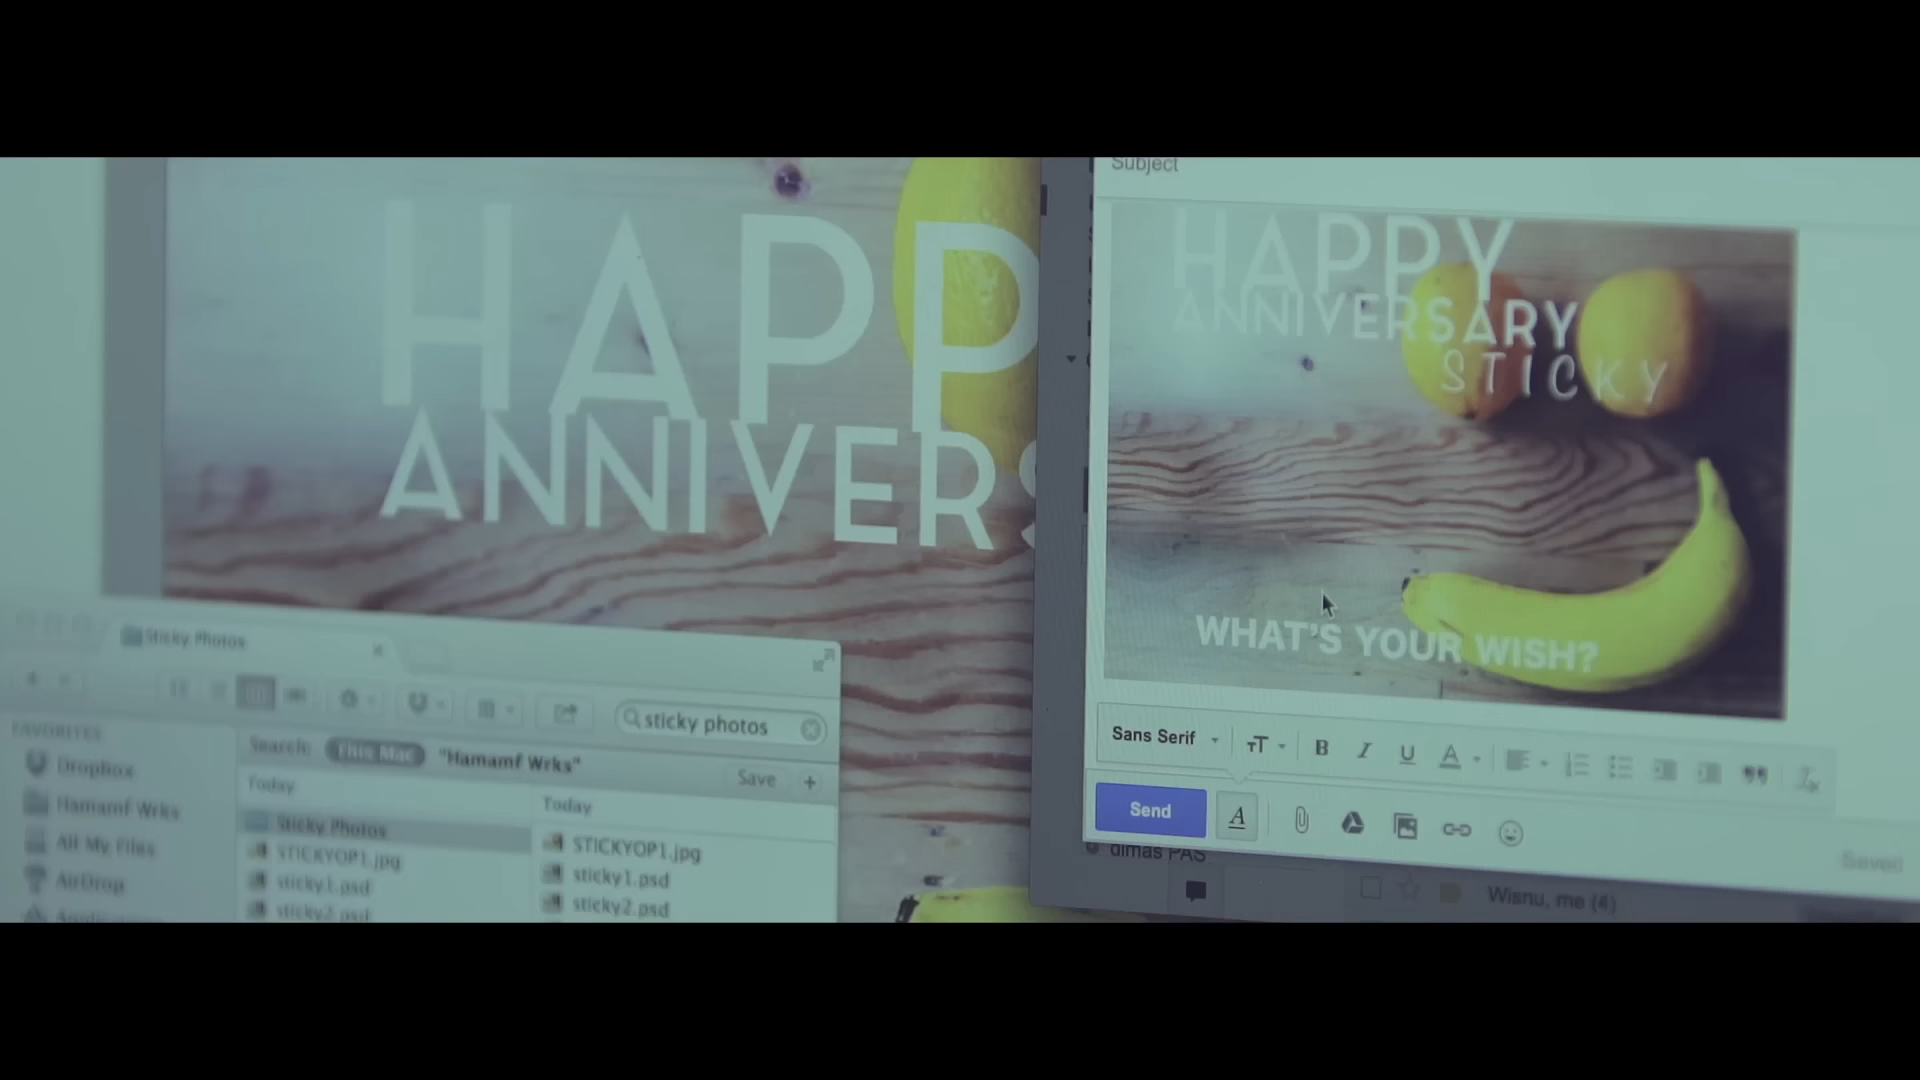 HAPP
ANNIVERS
Sticky Photos
sticky photos
FAVORITES
Dropbox
Hamamf Wrks
All My Files
AirDrop
Search:
This Mac
"Hamamf Wrks"
Save
+
Today
Sticky Photos
STICKYOP1.jpg
sticky1.psd
sticky2.psd
Today
STICKYOP1.jpg
sticky1.psd
sticky2.psd
Subject
HAPPY
ANNIVERSARY
STICKY
WHAT'S YOUR WISH?
Sans Serif
Send
Saved
dimas PAS
Wisnu, me (4)